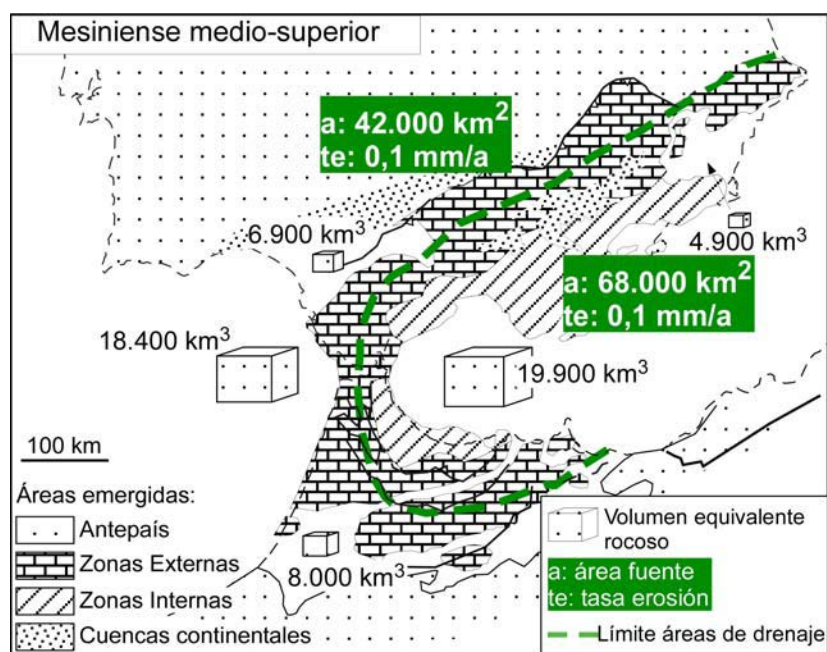 Mesiniense medio-superior
a: 42.000 km²
te: 0,1 mm/a
6.900 km³
4.900 km³
a: 68.000 km²
te: 0,1 mm/a
18.400 km³
19.900 km³
100 km
8.000 km³
Áreas emergidas:
Antepaís
Zonas Externas
Zonas Internas
Cuencas continentales
Volumen equivalente
rocoso
a: área fuente
te: tasa erosión
Límite áreas de drenaje